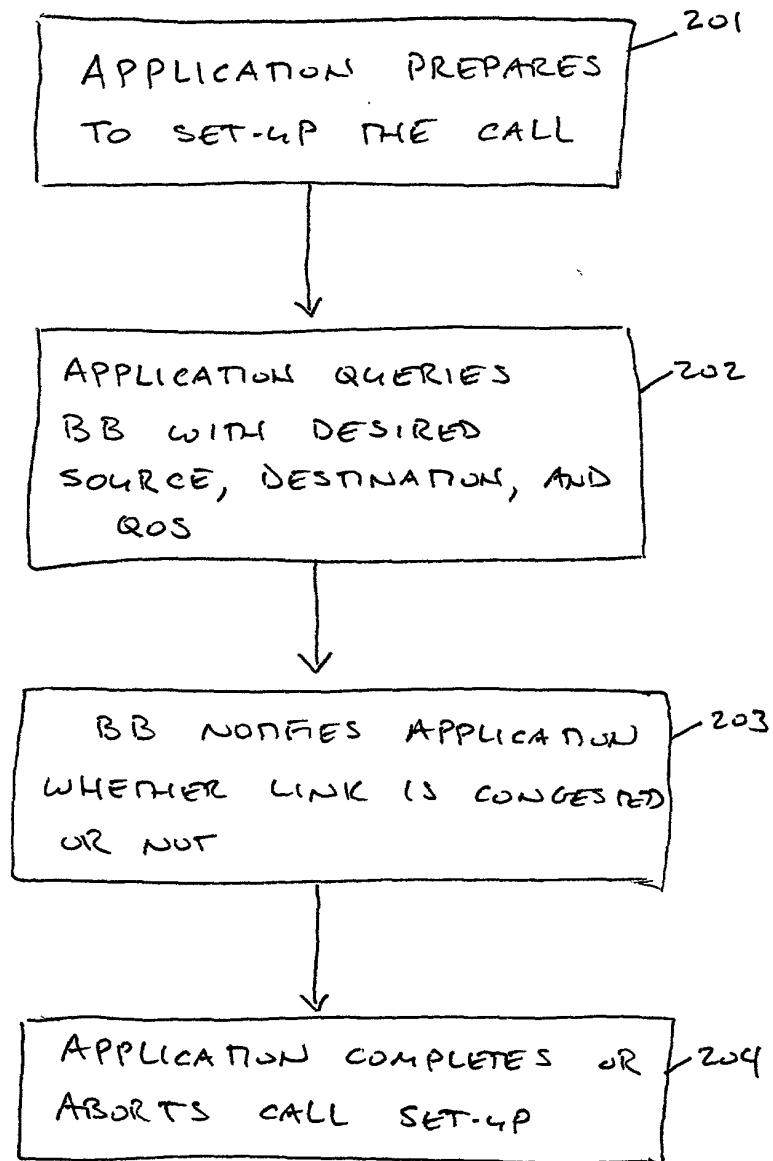 201
APPLICATION PREPARES
TO SET-UP THE CALL
202
APPLICATION QUERIES
BB WITH DESIRED
SOURCE, DESTINATION, AND
QOS
203
BB NOTIFIES APPLICATION
WHETHER LINK IS CONGESTED
OR NOT
204
APPLICATION COMPLETES OR
ABORTS CALL SET-UP